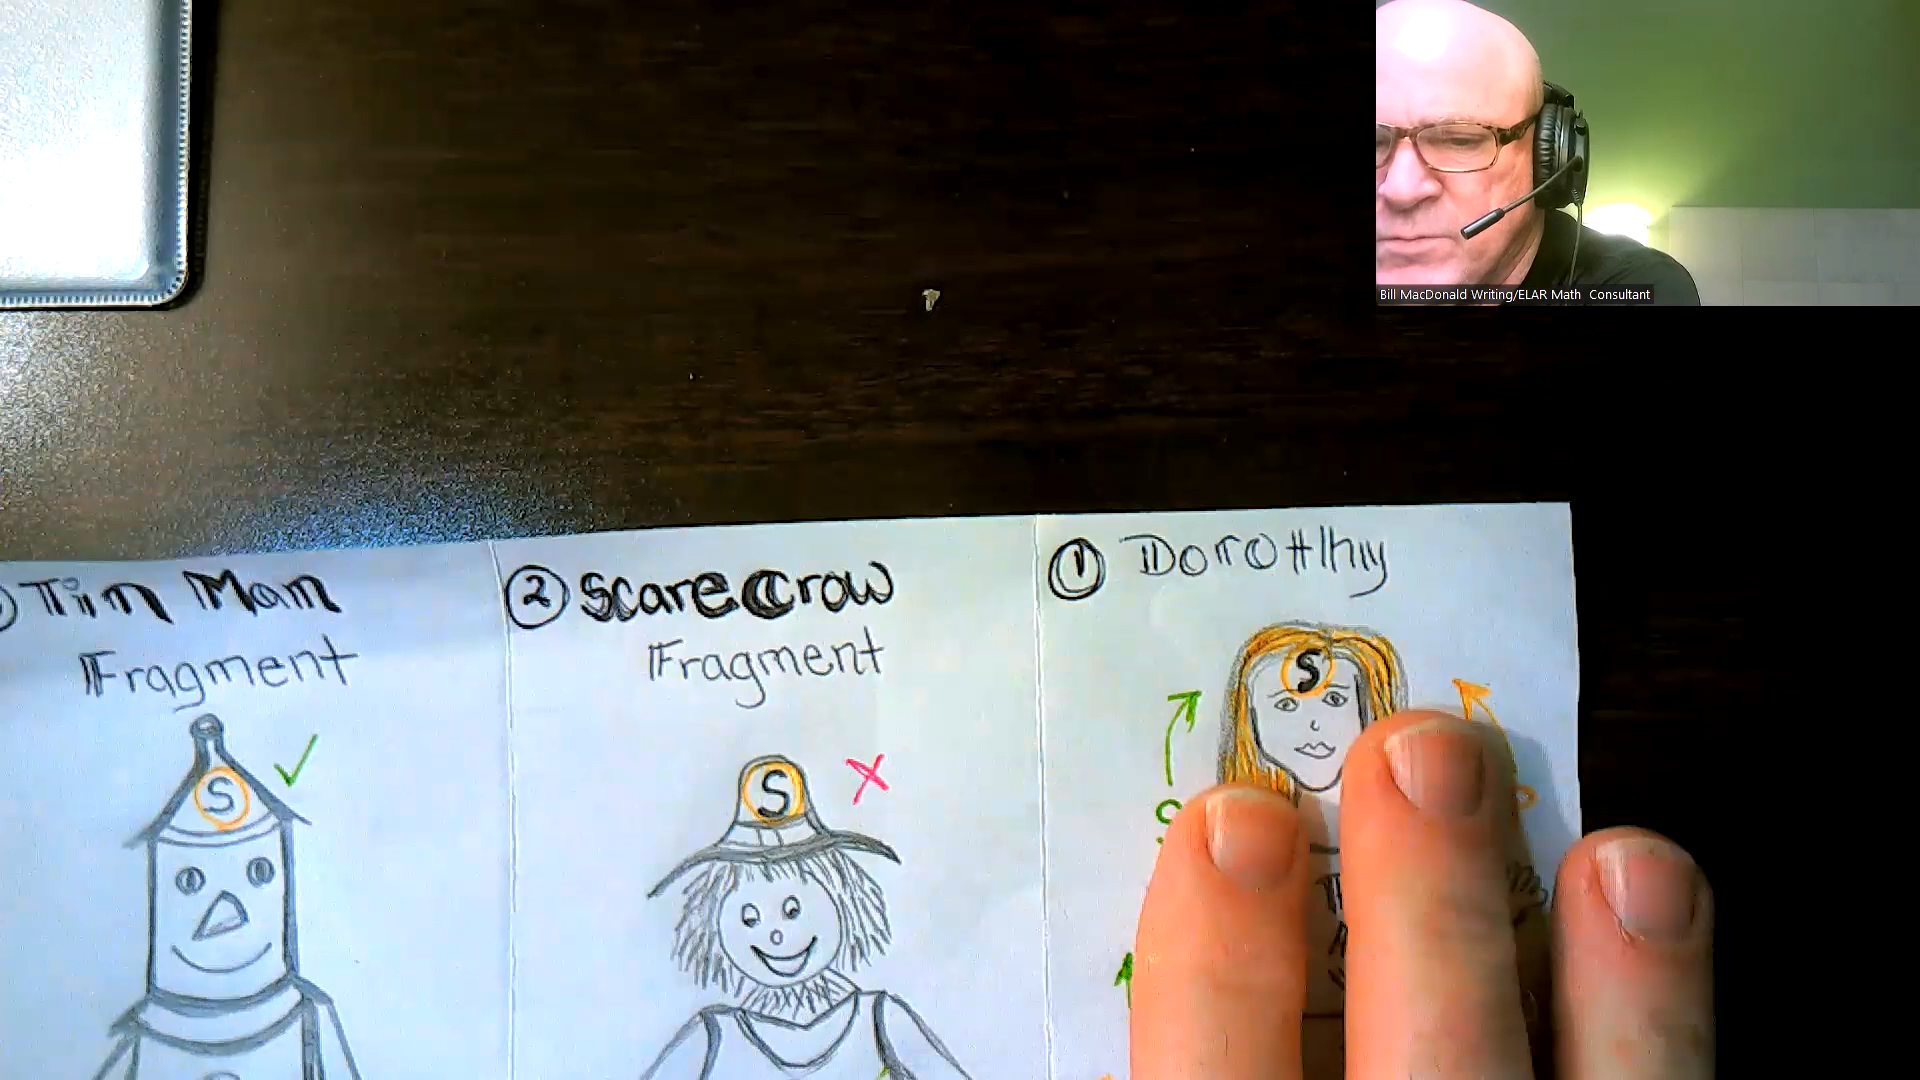 Bill MacDonald Writing/ELAR Math Consultant
Tin Man
Fragment
S
2 Scarecrow
Fragment
S
1 Dorothy
S
S